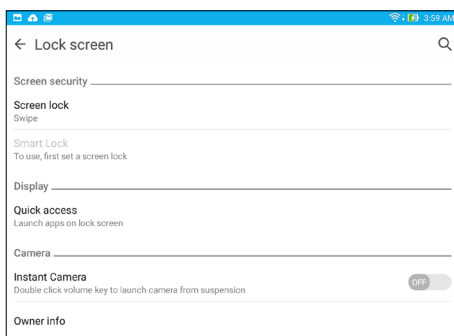 3:59 AM
Lock screen
Screen security
Screen lock
Swipe
Smart Lock
To use, first set a screen lock
Display
Quick access
Launch apps on lock screen
Camera
Instant Camera
Double click volume key to launch camera from suspension
OFF
Owner info